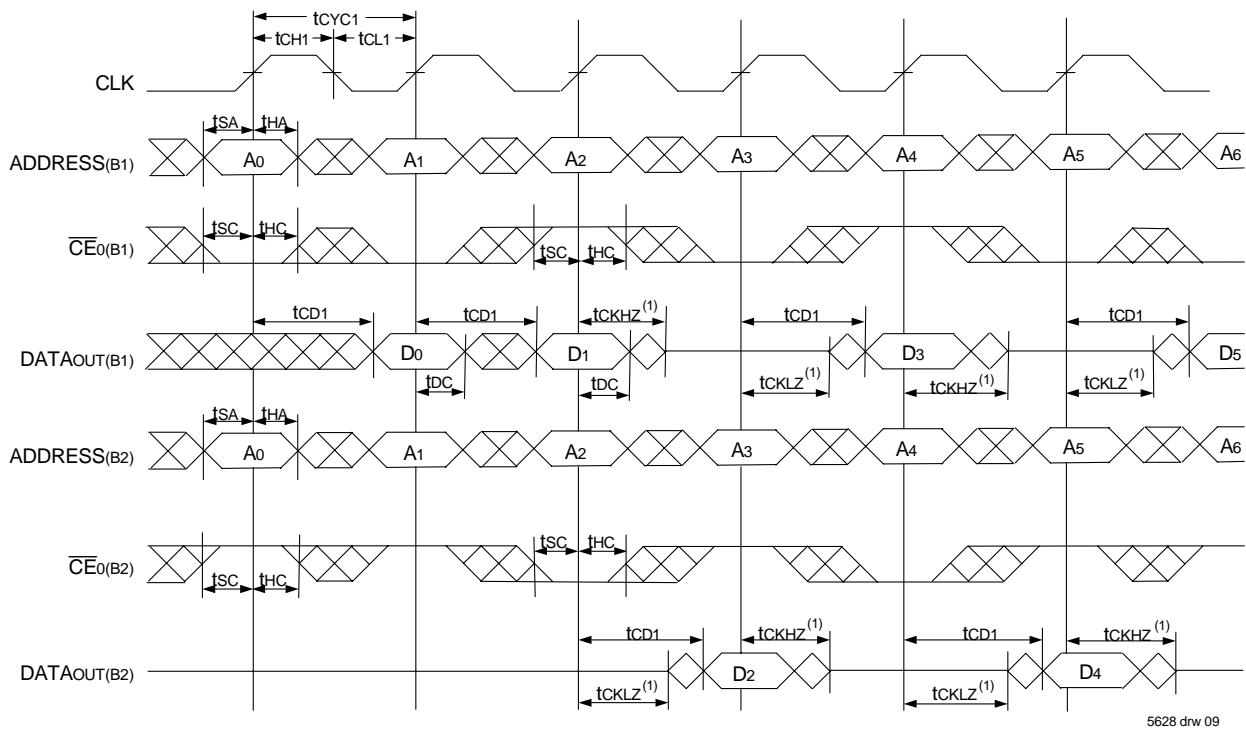 tCYC1
tCH1 tCL1
CLK
tSA tHA
ADDRESS(B1) A0 A1 A2 A3 A4 A5 A6
tSC tHC
CE0(B1)
tSC tHC
tCD1 tCD1 tCKHZ(1) tCD1 tCD1
DATAOUT(B1) D0 D1 D3 D5
tDC tDC tCKLZ(1) tCKHZ(1) tCKLZ(1)
tSA tHA
ADDRESS(B2) A0 A1 A2 A3 A4 A5 A6
tSC tHC
CE0(B2)
tSC tHC
tCD1 tCKHZ(1) tCD1 tCKHZ(1)
DATAOUT(B2) D2 D4
tCKLZ(1) tCKLZ(1)
5628 drw 09